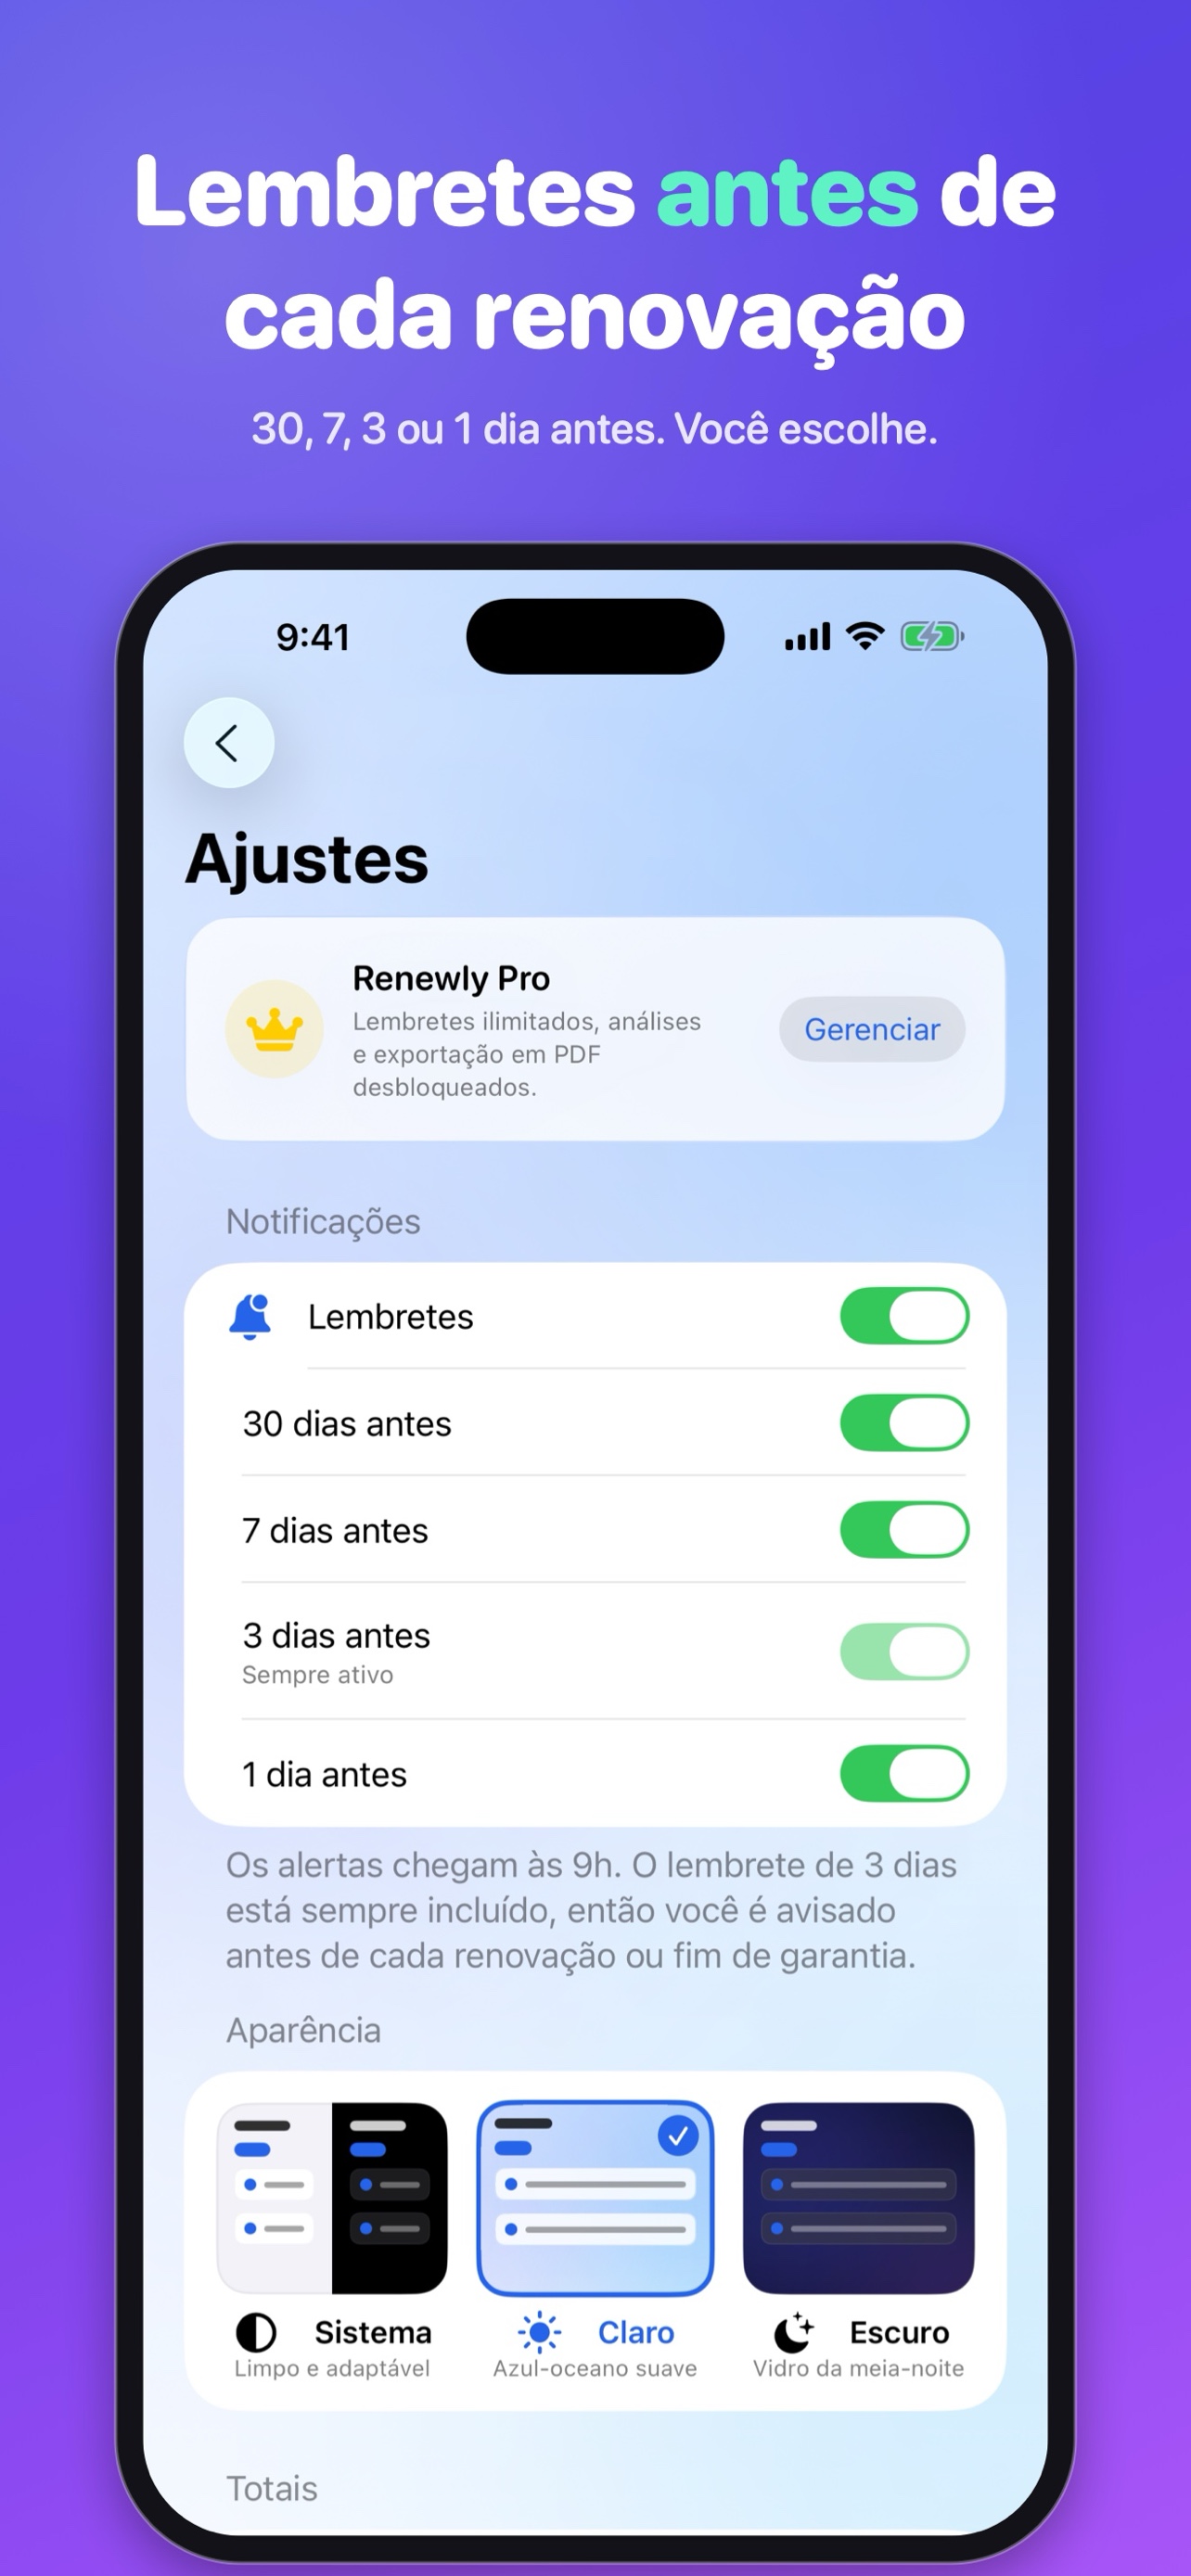 Lembretes antes de
cada renovação
30, 7, 3 ou 1 dia antes. Você escolhe.
9:41
Ajustes
Renewly Pro
Lembretes ilimitados, análises
e exportação em PDF
desbloqueados.
Gerenciar
Notificações
Lembretes
30 dias antes
7 dias antes
3 dias antes
Sempre ativo
1 dia antes
Os alertas chegam às 9h. O lembrete de 3 dias
está sempre incluído, então você é avisado
antes de cada renovação ou fim de garantia.
Aparência
Sistema
Limpo e adaptável
Claro
Azul-oceano suave
Escuro
Vidro da meia-noite
Totais